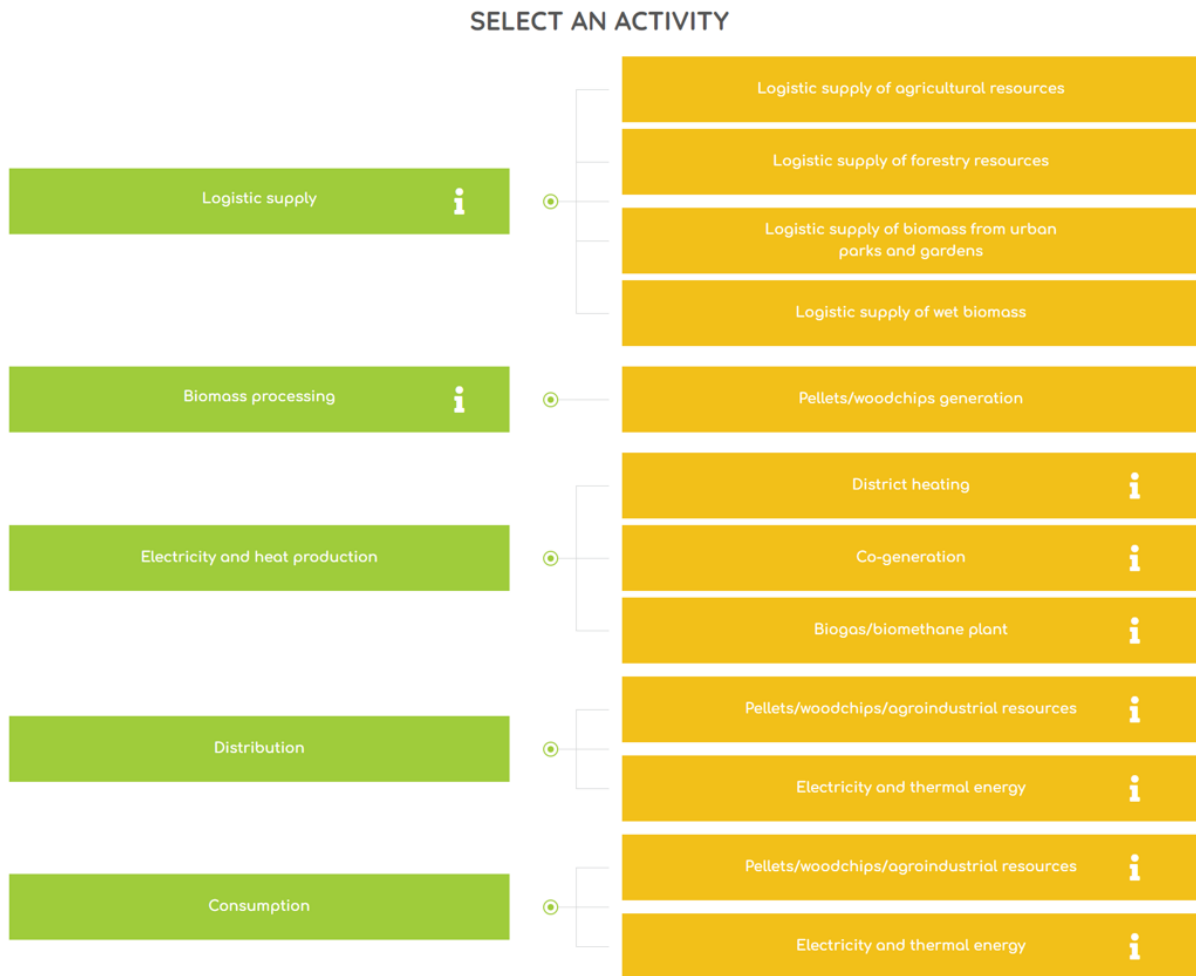 SELECT AN ACTIVITY
Logistic supply
Logistic supply of agricultural resources
Logistic supply of forestry resources
Logistic supply of biomass from urban
parks and gardens
Logistic supply of wet biomass
Biomass processing
Pellets/woodchips generation
Electricity and heat production
District heating
Co-generation
Biogas/biomethane plant
Distribution
Pellets/woodchips/agroindustrial resources
Electricity and thermal energy
Consumption
Pellets/woodchips/agroindustrial resources
Electricity and thermal energy